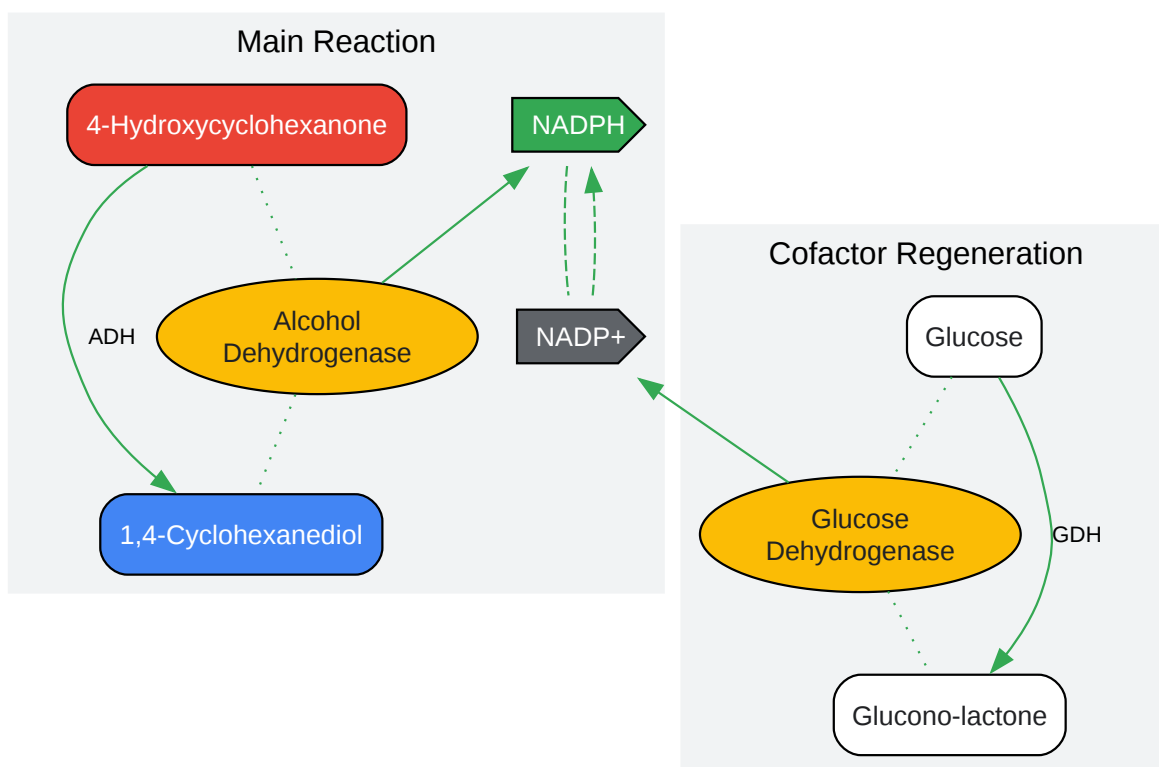 Main Reaction
4-Hydroxycyclohexanone
NADPH
ADH
Alcohol
Dehydrogenase
NADP+
1,4-Cyclohexanediol
Cofactor Regeneration
Glucose
Glucose
Dehydrogenase
GDH
Glucono-lactone